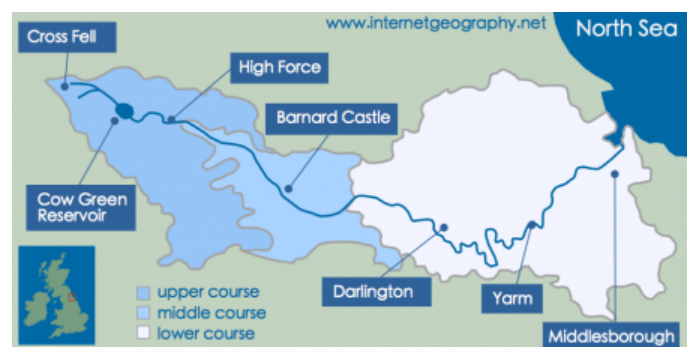 www.internetgeography.net
North Sea
Cross Fell
High Force
Barnard Castle
Cow Green
Reservoir
Darlington
Yarm
Middlesborough
upper course
middle course
lower course